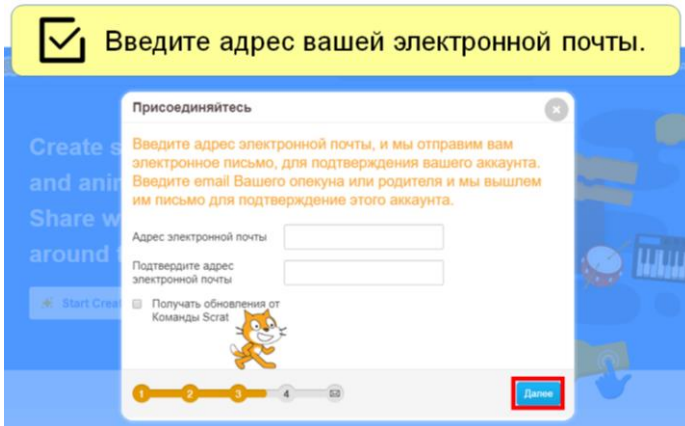 Введите адрес вашей электронной почты.
Присоединяйтесь
Введите адрес электронной почты, и мы отправим вам
электронное письмо, для подтверждения вашего аккаунта.
Введите email Вашего опекуна или родителя и мы вышлем
им письмо для подтверждение этого аккаунта.
Адрес электронной почты
Подтвердите адрес
электронной почты
Получать обновления от
Команды Scrat
1 2 3 4
Далее
Create s
and anin
Share w
around t
Start Creat